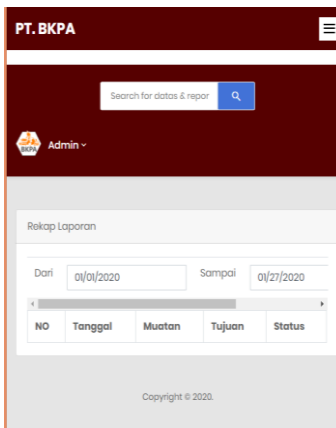 PT. BKPA
Search for datas & repor
BKPA Admin
Rekap Laporan
Dari 01/01/2020 Sampai 01/27/2020
NO Tanggal Muatan Tujuan Status
Copyright © 2020.